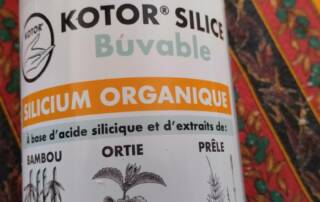 KOTOR® SILICE
Buvable
SILICIUM ORGANIQUE
À base d'acide silicique et d'extraits de:
BAMBOU ORTIE PRÊLE